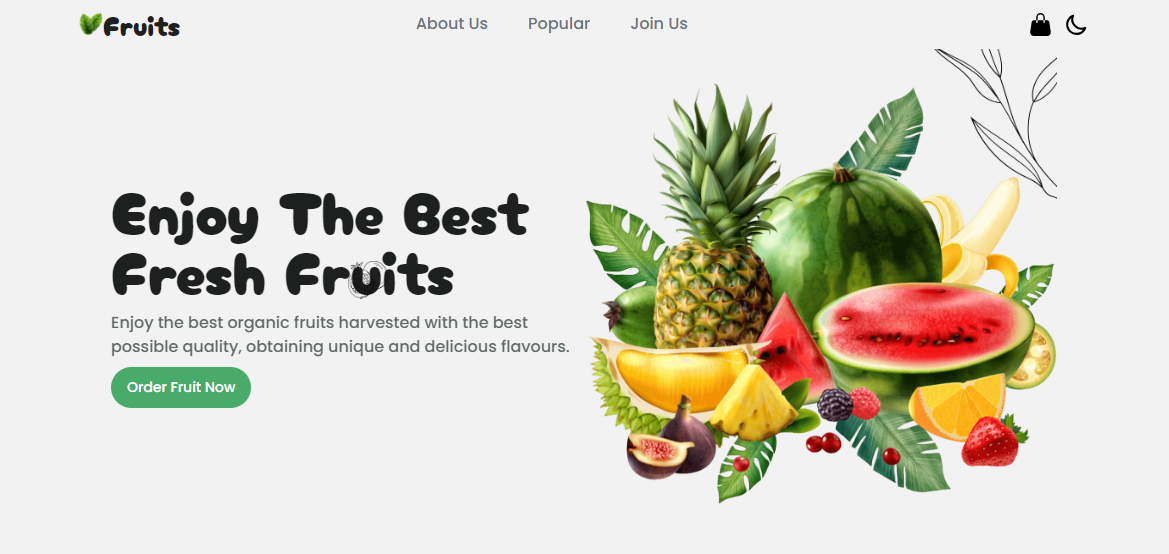 Fruits
About Us
Popular
Join Us
Enjoy The Best
Fresh Fruits
Enjoy the best organic fruits harvested with the best
possible quality, obtaining unique and delicious flavours.
Order Fruit Now